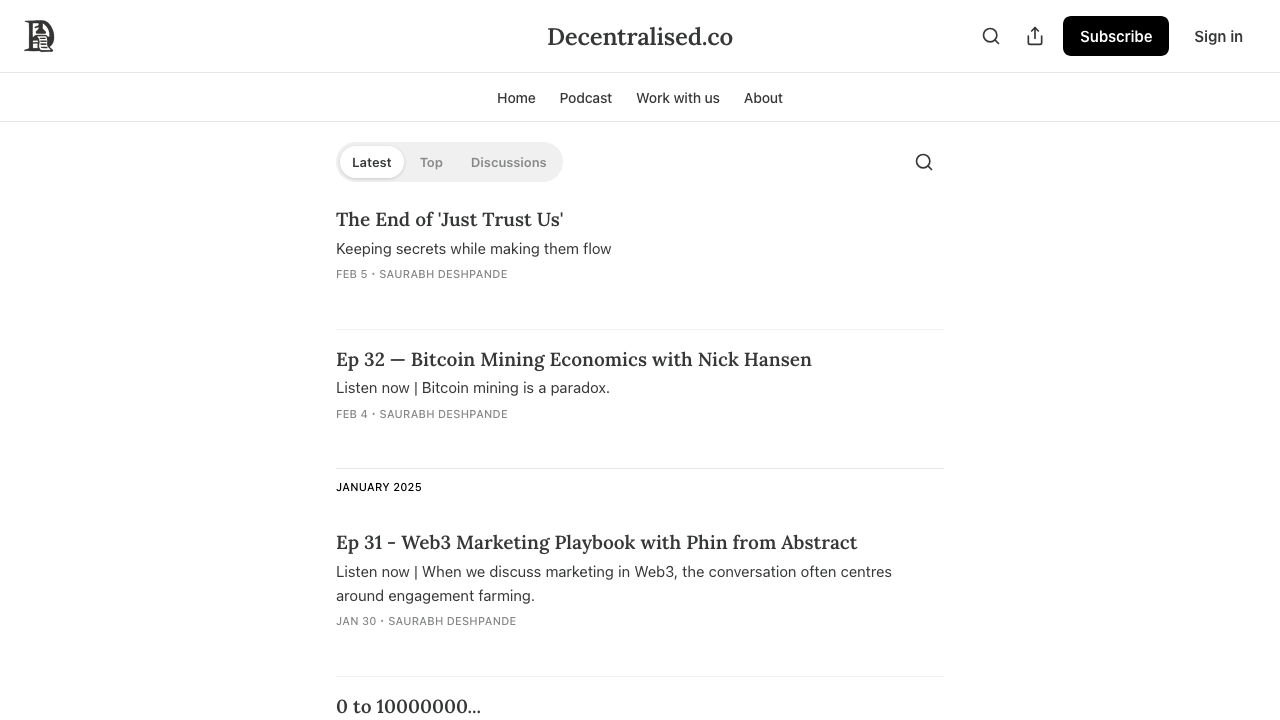 Decentralised.co
Subscribe
Sign in
Home
Podcast
Work with us
About
Latest
Top
Discussions
The End of 'Just Trust Us'
Keeping secrets while making them flow
FEB 5 • SAURABH DESHPANDE
Ep 32 — Bitcoin Mining Economics with Nick Hansen
Listen now | Bitcoin mining is a paradox.
FEB 4 • SAURABH DESHPANDE
JANUARY 2025
Ep 31 - Web3 Marketing Playbook with Phin from Abstract
Listen now | When we discuss marketing in Web3, the conversation often centres
around engagement farming.
JAN 30 • SAURABH DESHPANDE
0 to 10000000...